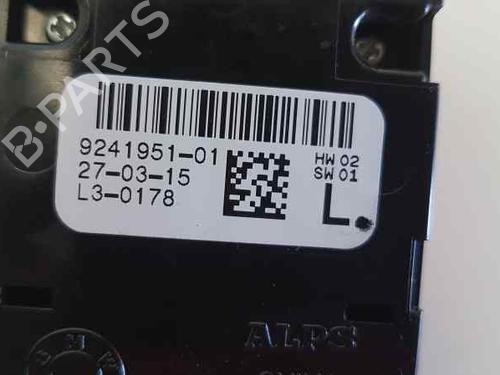 B-PARTS
9241951-01
27-03-15
L3-0178
HW 02
SW 01
L.
ALPS